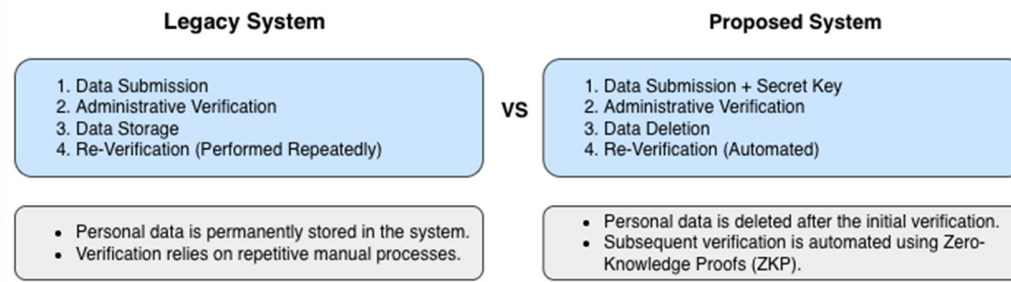 Legacy System
1. Data Submission
2. Administrative Verification
3. Data Storage
4. Re-Verification (Performed Repeatedly)
• Personal data is permanently stored in the system.
• Verification relies on repetitive manual processes.
VS
Proposed System
1. Data Submission + Secret Key
2. Administrative Verification
3. Data Deletion
4. Re-Verification (Automated)
• Personal data is deleted after the initial verification.
• Subsequent verification is automated using Zero-
Knowledge Proofs (ZKP).